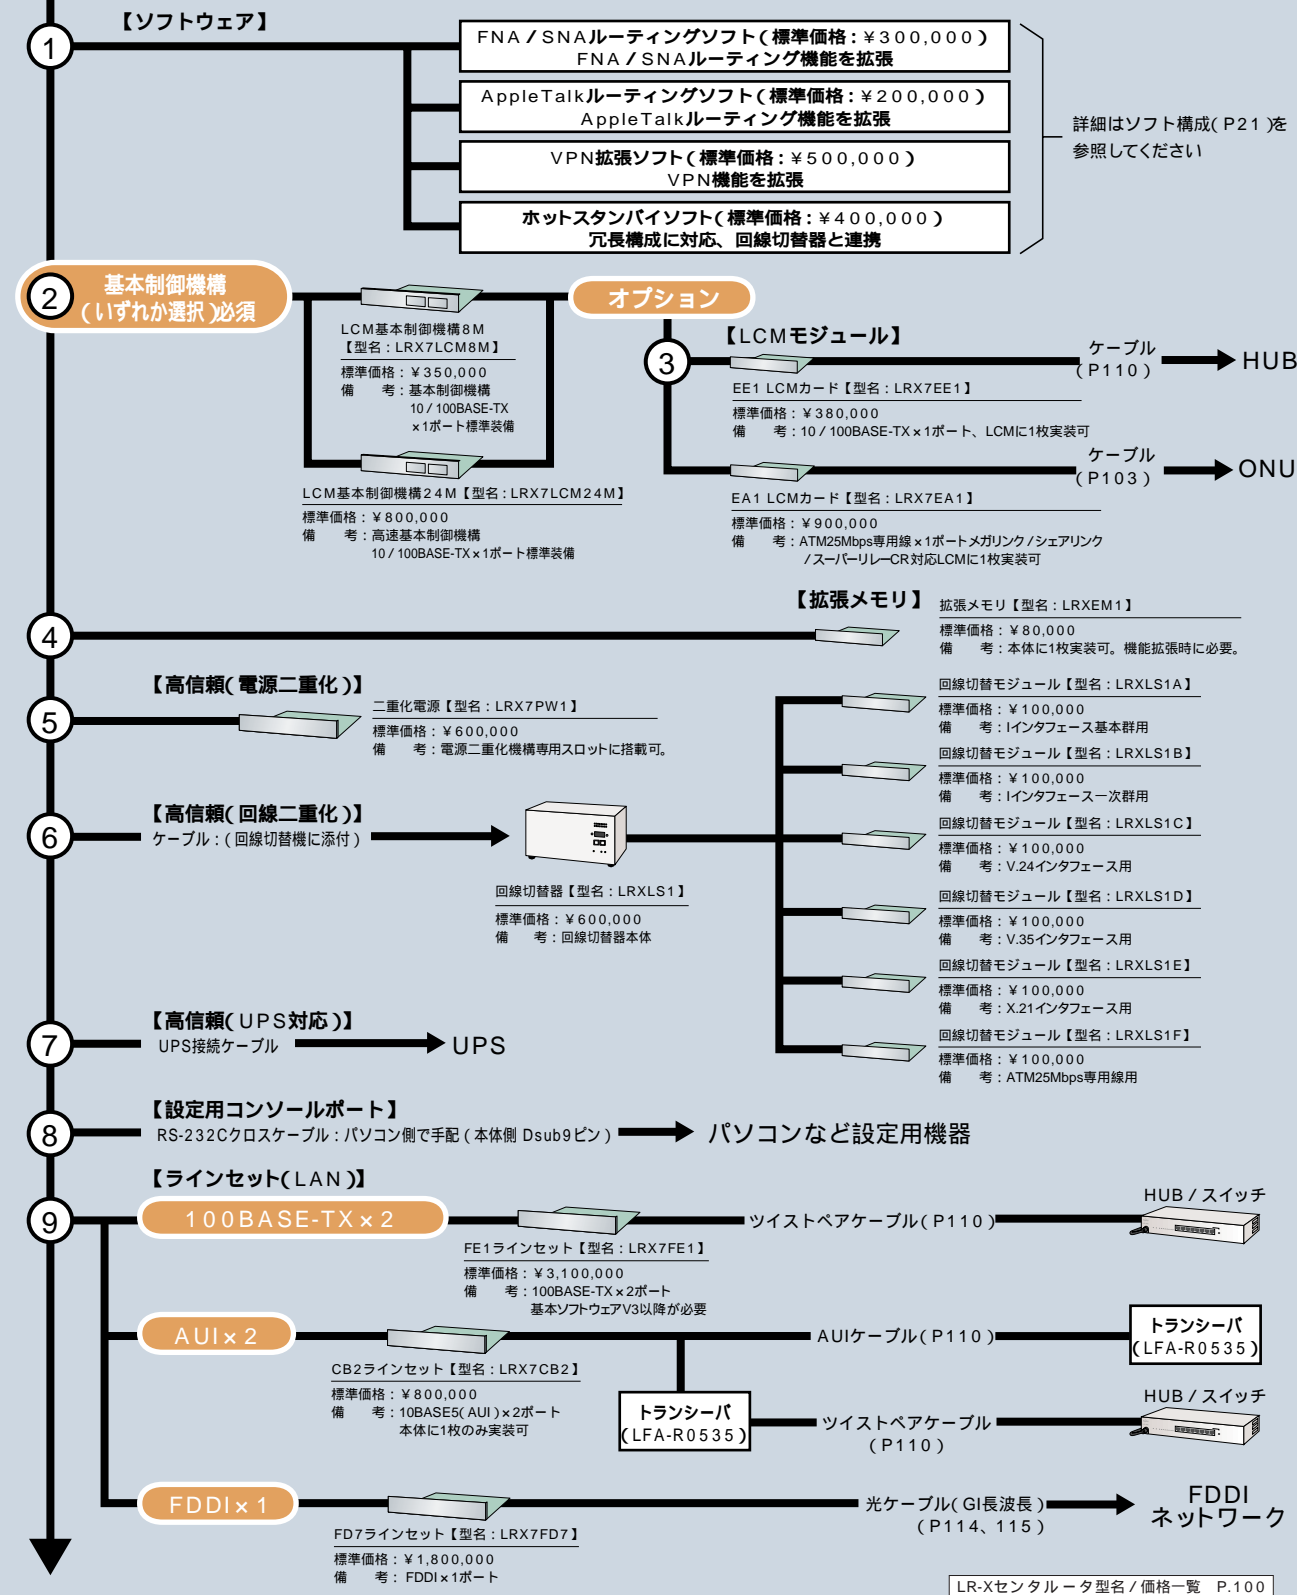 ①
【ソフトウェア】
FNA/SNAルーティングソフト(標準価格:¥300,000)
FNA/SNAルーティング機能を拡張
AppleTalkルーティングソフト(標準価格:¥200,000)
AppleTalkルーティング機能を拡張
VPN拡張ソフト(標準価格:¥500,000)
VPN機能を拡張
ホットスタンバイソフト(標準価格:¥400,000)
冗長構成に対応、回線切替器と連携
詳細はソフト構成(P21)を
参照してください
②
基本制御機構
(いずれか選択)必須
LCM基本制御機構8M
【型名:LRX7LCM8M】
標準価格:¥350,000
備 考:基本制御機構
10/100BASE-TX
×1ポート標準装備
LCM基本制御機構24M【型名:LRX7LCM24M】
標準価格:¥800,000
備 考:高速基本制御機構
10/100BASE-TX×1ポート標準装備
オプション
③
【LCMモジュール】
EE1 LCMカード【型名:LRX7EE1】
標準価格:¥380,000
備 考:10/100BASE-TX×1ポート、LCMに1枚実装可
ケーブル
(P110)
HUB
EA1 LCMカード【型名:LRX7EA1】
標準価格:¥900,000
備 考:ATM25Mbps専用線×1ポートメガリンク/シェアリンク
/スーパーリレーCR対応LCMに1枚実装可
ケーブル
(P103)
ONU
④
【拡張メモリ】
拡張メモリ【型名:LRXEM1】
標準価格:¥80,000
備 考:本体に1枚実装可。機能拡張時に必要。
⑤
【高信頼(電源二重化)】
二重化電源【型名:LRX7PW1】
標準価格:¥600,000
備 考:電源二重化機構専用スロットに搭載可。
⑥
【高信頼(回線二重化)】
ケーブル:(回線切替機に添付)
回線切替器【型名:LRXLS1】
標準価格:¥600,000
備 考:回線切替器本体
回線切替モジュール【型名:LRXLS1A】
標準価格:¥100,000
備 考:Iインタフェース基本群用
回線切替モジュール【型名:LRXLS1B】
標準価格:¥100,000
備 考:Iインタフェース一次群用
回線切替モジュール【型名:LRXLS1C】
標準価格:¥100,000
備 考:V.24インタフェース用
回線切替モジュール【型名:LRXLS1D】
標準価格:¥100,000
備 考:V.35インタフェース用
回線切替モジュール【型名:LRXLS1E】
標準価格:¥100,000
備 考:X.21インタフェース用
回線切替モジュール【型名:LRXLS1F】
標準価格:¥100,000
備 考:ATM25Mbps専用線用
⑦
【高信頼(UPS対応)】
UPS接続ケーブル
UPS
⑧
【設定用コンソールポート】
RS-232Cクロスケーブル:パソコン側で手配(本体側 Dsub9ピン)
パソコンなど設定用機器
⑨
【ラインセット(LAN)】
100BASE-TX×2
FE1ラインセット【型名:LRX7FE1】
標準価格:¥3,100,000
備 考:100BASE-TX×2ポート
基本ソフトウェアV3以降が必要
ツイストペアケーブル(P110)
HUB/スイッチ
AUI×2
CB2ラインセット【型名:LRX7CB2】
標準価格:¥800,000
備 考:10BASE5(AUI)×2ポート
本体に1枚のみ実装可
AUIケーブル(P110)
トランシーバ
(LFA-R0535)
トランシーバ
(LFA-R0535)
ツイストペアケーブル
(P110)
HUB/スイッチ
FDDI×1
FD7ラインセット【型名:LRX7FD7】
標準価格:¥1,800,000
備 考:FDDI×1ポート
光ケーブル(GI長波長)
(P114、115)
FDDI
ネットワーク
LR-Xセンタルータ型名/価格一覧 P.100